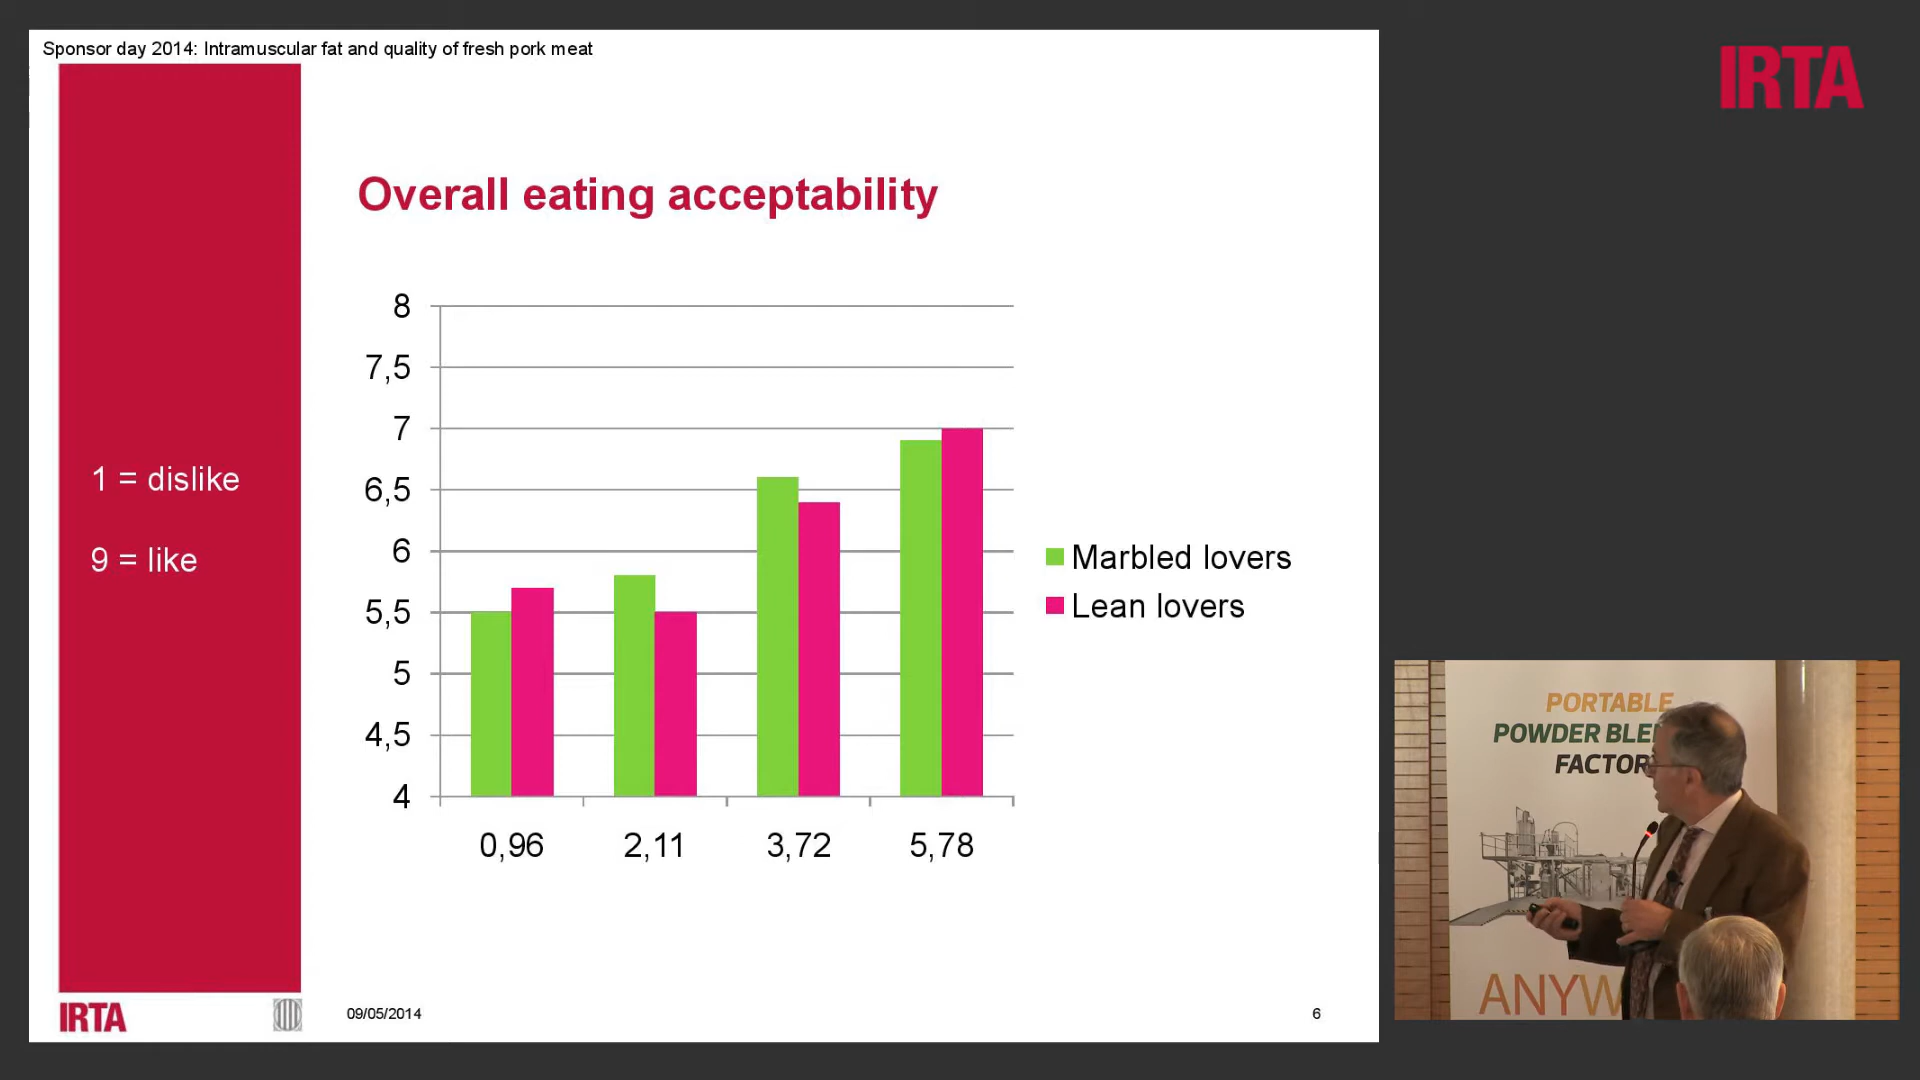 Sponsor day 2014: Intramuscular fat and quality of fresh pork meat
IRTA
Overall eating acceptability
1 = dislike
9 = like
8
7,5
7
6,5
6
5,5
5
4,5
4
0,96
2,11
3,72
5,78
Marbled lovers
Lean lovers
IRTA
09/05/2014
6
PORTABLE
POWDER
FACTOR